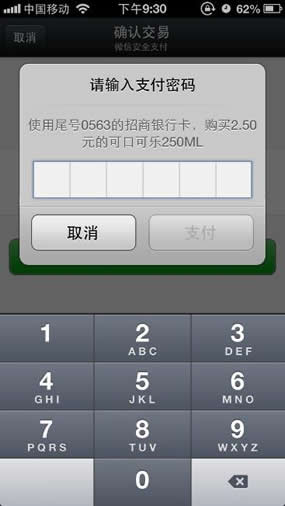 中国移动 下午9:30 62%
取消 确认交易
微信安全支付
请输入支付密码
使用尾号0563的招商银行卡，购买2.50
元的可口可乐250ML
取消 支付
1 2 3
ABC DEF
4 5 6
GHI JKL MNO
7 8 9
PQRS TUV WXYZ
0